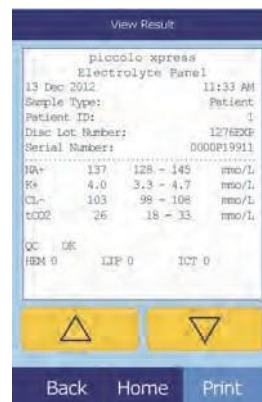 View Result
piccolo xpress
Electrolyte Panel
13 Dec 2012 11:33 AM
Sample Type: Patient
Patient ID: 1
Disc Lot Number: 1276EXP
Serial Number: 0000P19911
NA+ 137 128 - 145 mmo/L
K+ 4.0 3.3 - 4.7 mmo/L
CL- 103 98 - 108 mmo/L
tCO2 26 18 - 33 mmo/L
QC OK
HEM 0 LIP 0 ICT 0
Back Home Print